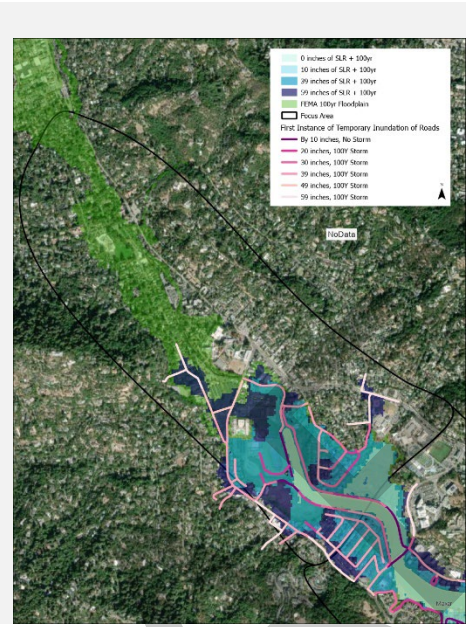 0 inches of SLR + 100yr
10 inches of SLR + 100yr
39 inches of SLR + 100yr
59 inches of SLR + 100yr
FEMA 100yr Floodplain
Focus Area
First Instance of Temporary Inundation of Roads
By 10 inches, No Storm
20 inches, 100Y Storm
30 inches, 100Y Storm
39 inches, 100Y Storm
49 inches, 100Y Storm
59 inches, 100Y Storm
NoData